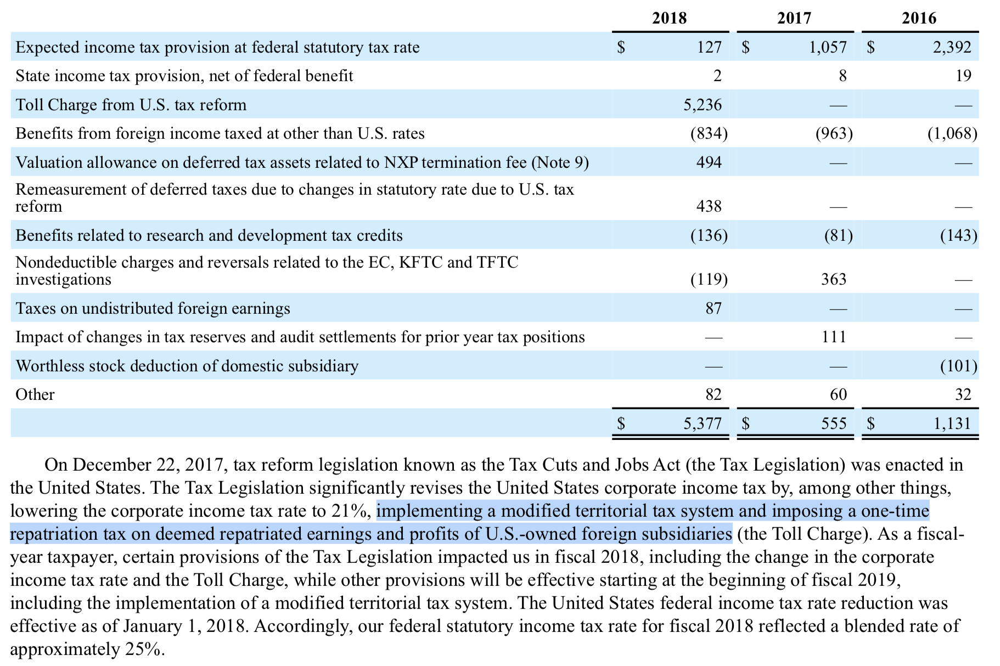 2018 2017 2016
Expected income tax provision at federal statutory tax rate $ 127 $ 1,057 $ 2,392
State income tax provision, net of federal benefit 2 8 19
Toll Charge from U.S. tax reform 5,236 — —
Benefits from foreign income taxed at other than U.S. rates (834) (963) (1,068)
Valuation allowance on deferred tax assets related to NXP termination fee (Note 9) 494 — —
Remeasurement of deferred taxes due to changes in statutory rate due to U.S. tax
reform 438 — —
Benefits related to research and development tax credits (136) (81) (143)
Nondeductible charges and reversals related to the EC, KFTC and TFTC
investigations (119) 363 —
Taxes on undistributed foreign earnings 87 — —
Impact of changes in tax reserves and audit settlements for prior year tax positions — 111 —
Worthless stock deduction of domestic subsidiary — — (101)
Other 82 60 32
$ 5,377 $ 555 $ 1,131
On December 22, 2017, tax reform legislation known as the Tax Cuts and Jobs Act (the Tax Legislation) was enacted in
the United States. The Tax Legislation significantly revises the United States corporate income tax by, among other things,
lowering the corporate income tax rate to 21%, implementing a modified territorial tax system and imposing a one-time
repatriation tax on deemed repatriated earnings and profits of U.S.-owned foreign subsidiaries (the Toll Charge). As a fiscal-
year taxpayer, certain provisions of the Tax Legislation impacted us in fiscal 2018, including the change in the corporate
income tax rate and the Toll Charge, while other provisions will be effective starting at the beginning of fiscal 2019,
including the implementation of a modified territorial tax system. The United States federal income tax rate reduction was
effective as of January 1, 2018. Accordingly, our federal statutory income tax rate for fiscal 2018 reflected a blended rate of
approximately 25%.